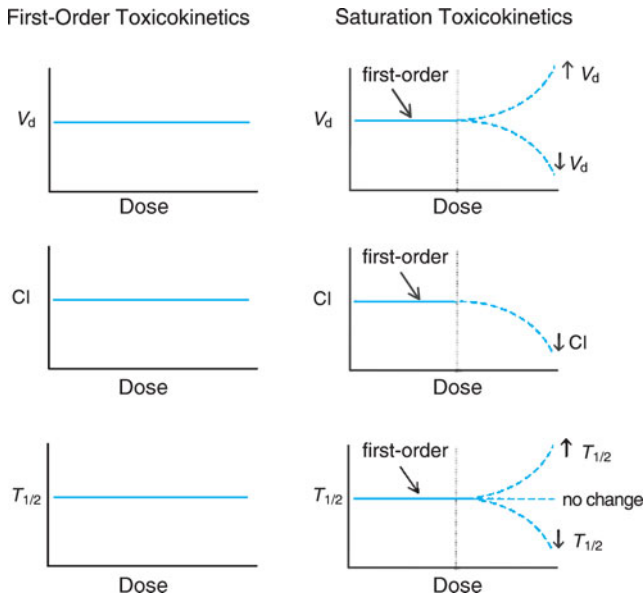 First-Order Toxicokinetics
Saturation Toxicokinetics
Vd
Dose
first-order
Vd
↑ Vd
↓ Vd
Dose
Cl
Dose
first-order
Cl
↓ Cl
Dose
T1/2
Dose
first-order
T1/2
↑ T1/2
no change
↓ T1/2
Dose